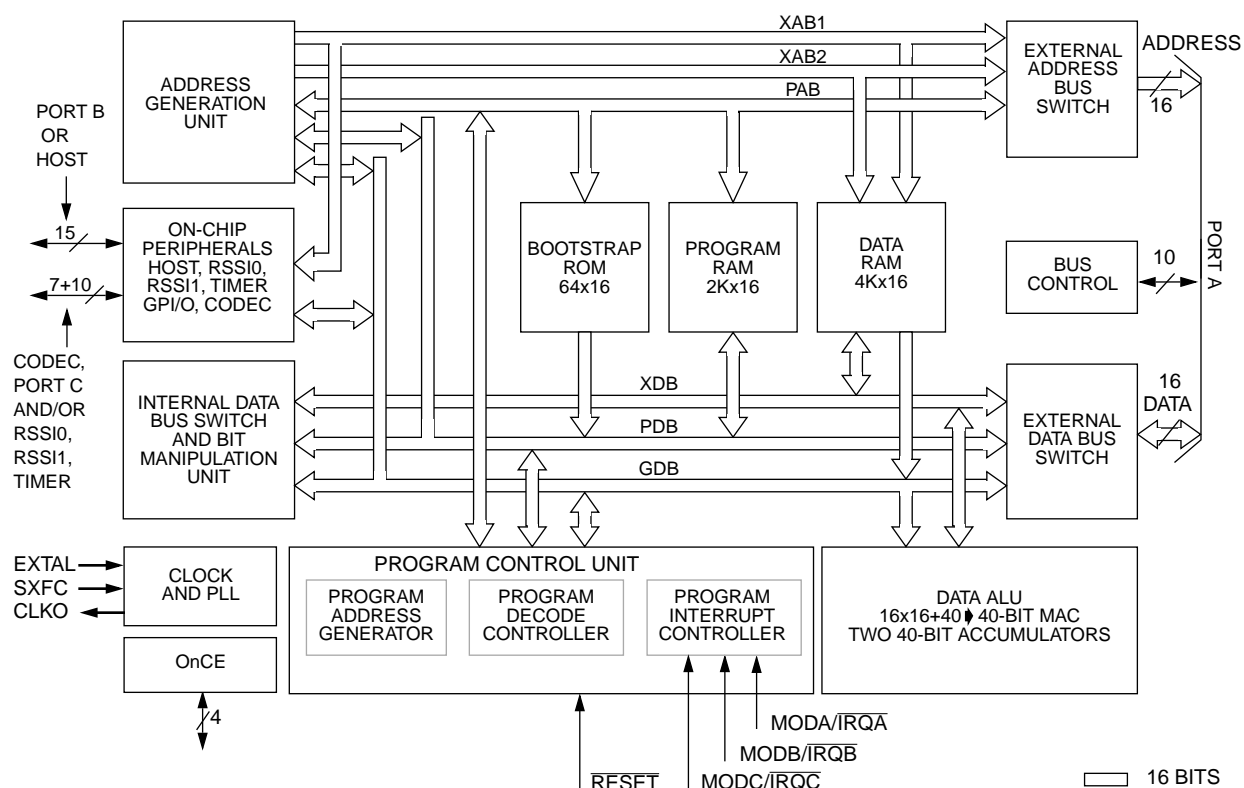 XAB1
XAB2
PAB
ADDRESS
GENERATION
UNIT
EXTERNAL
ADDRESS
BUS
SWITCH
ADDRESS
16
PORT B
OR
HOST
15
7+10
ON-CHIP
PERIPHERALS
HOST, RSSI0,
RSSI1, TIMER
GPI/O, CODEC
BOOTSTRAP
ROM
64x16
PROGRAM
RAM
2Kx16
DATA
RAM
4Kx16
BUS
CONTROL
10
PORT A
CODEC,
PORT C
AND/OR
RSSI0,
RSSI1,
TIMER
INTERNAL DATA
BUS SWITCH
AND BIT
MANIPULATION
UNIT
XDB
PDB
GDB
EXTERNAL
DATA BUS
SWITCH
16
DATA
EXTAL
SXFC
CLKO
CLOCK
AND PLL
OnCE
4
PROGRAM CONTROL UNIT
PROGRAM
ADDRESS
GENERATOR
PROGRAM
DECODE
CONTROLLER
PROGRAM
INTERRUPT
CONTROLLER
DATA ALU
16x16+40 ➧ 40-BIT MAC
TWO 40-BIT ACCUMULATORS
MODA/IRQA
MODB/IRQB
MODC/IRQC
RESET
16 BITS